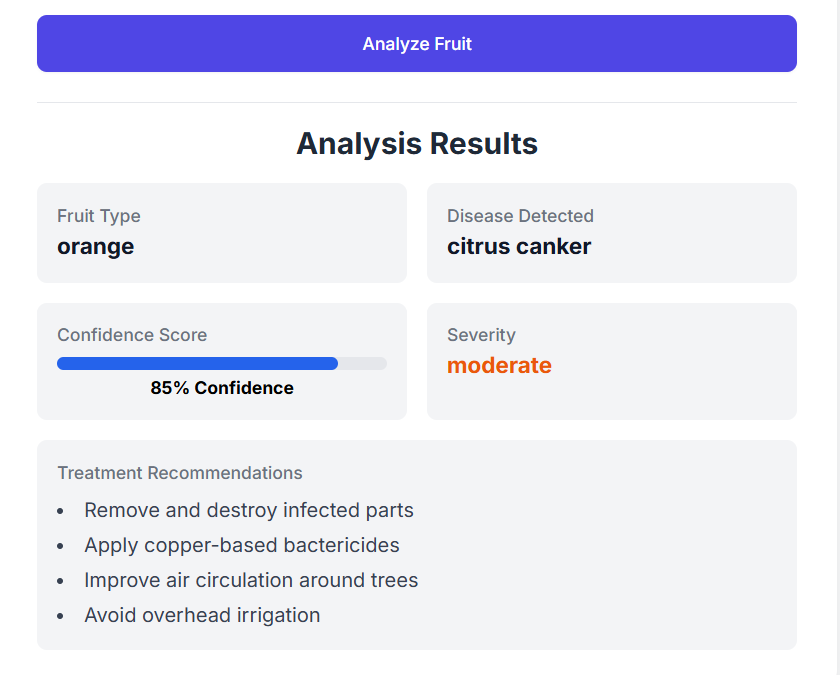 Analyze Fruit
Analysis Results
Fruit Type
orange
Disease Detected
citrus canker
Confidence Score
85% Confidence
Severity
moderate
Treatment Recommendations
• Remove and destroy infected parts
• Apply copper-based bactericides
• Improve air circulation around trees
• Avoid overhead irrigation